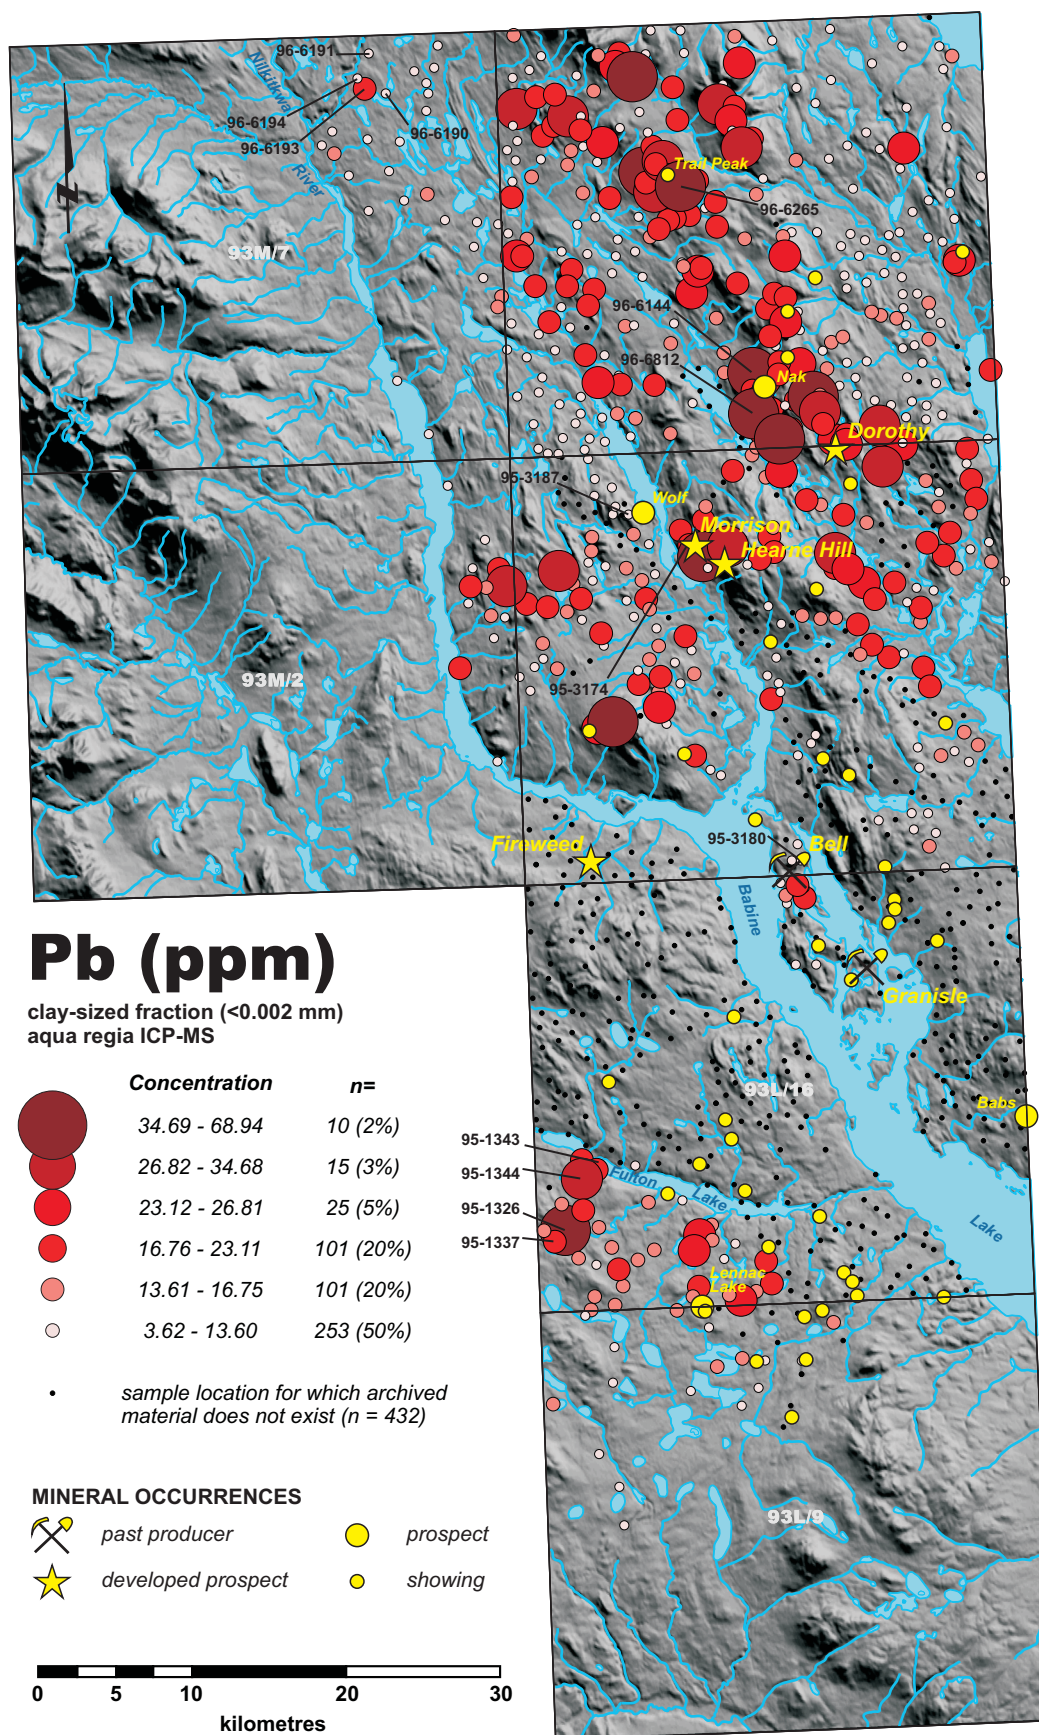 96-6191
Nilkitkwa
96-6194
96-6190
96-6193
Trail Peak
River
96-6265
N
93M/7
96-6144
96-6812
Nak
Dorothy
95-3187
Wolf
Morrison
Hearne Hill
93M/2
95-3174
95-3180
Bell
Fireweed
Babine
Granisle
Pb (ppm)
clay-sized fraction (<0.002 mm)
aqua regia ICP-MS
Concentration n=
34.69 - 68.94 10 (2%)
26.82 - 34.68 15 (3%)
23.12 - 26.81 25 (5%)
16.76 - 23.11 101 (20%)
13.61 - 16.75 101 (20%)
3.62 - 13.60 253 (50%)
sample location for which archived
material does not exist (n = 432)
93L/16
Babs
95-1343
95-1344
Fulton
Lake
95-1326
95-1337
Lake
Lennac
Lake
MINERAL OCCURRENCES
past producer
prospect
developed prospect
showing
93L/9
0 5 10 20 30
kilometres